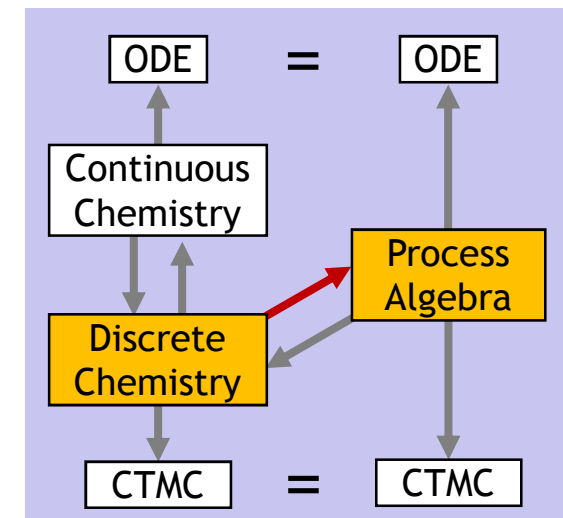 ODE = ODE
Continuous
Chemistry
Process
Algebra
Discrete
Chemistry
CTMC = CTMC